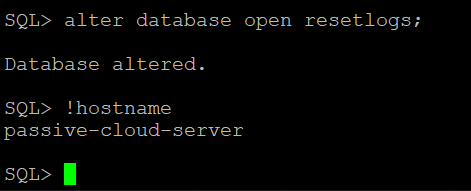 SQL> alter database open resetlogs;
Database altered.
SQL> !hostname
passive-cloud-server
SQL>